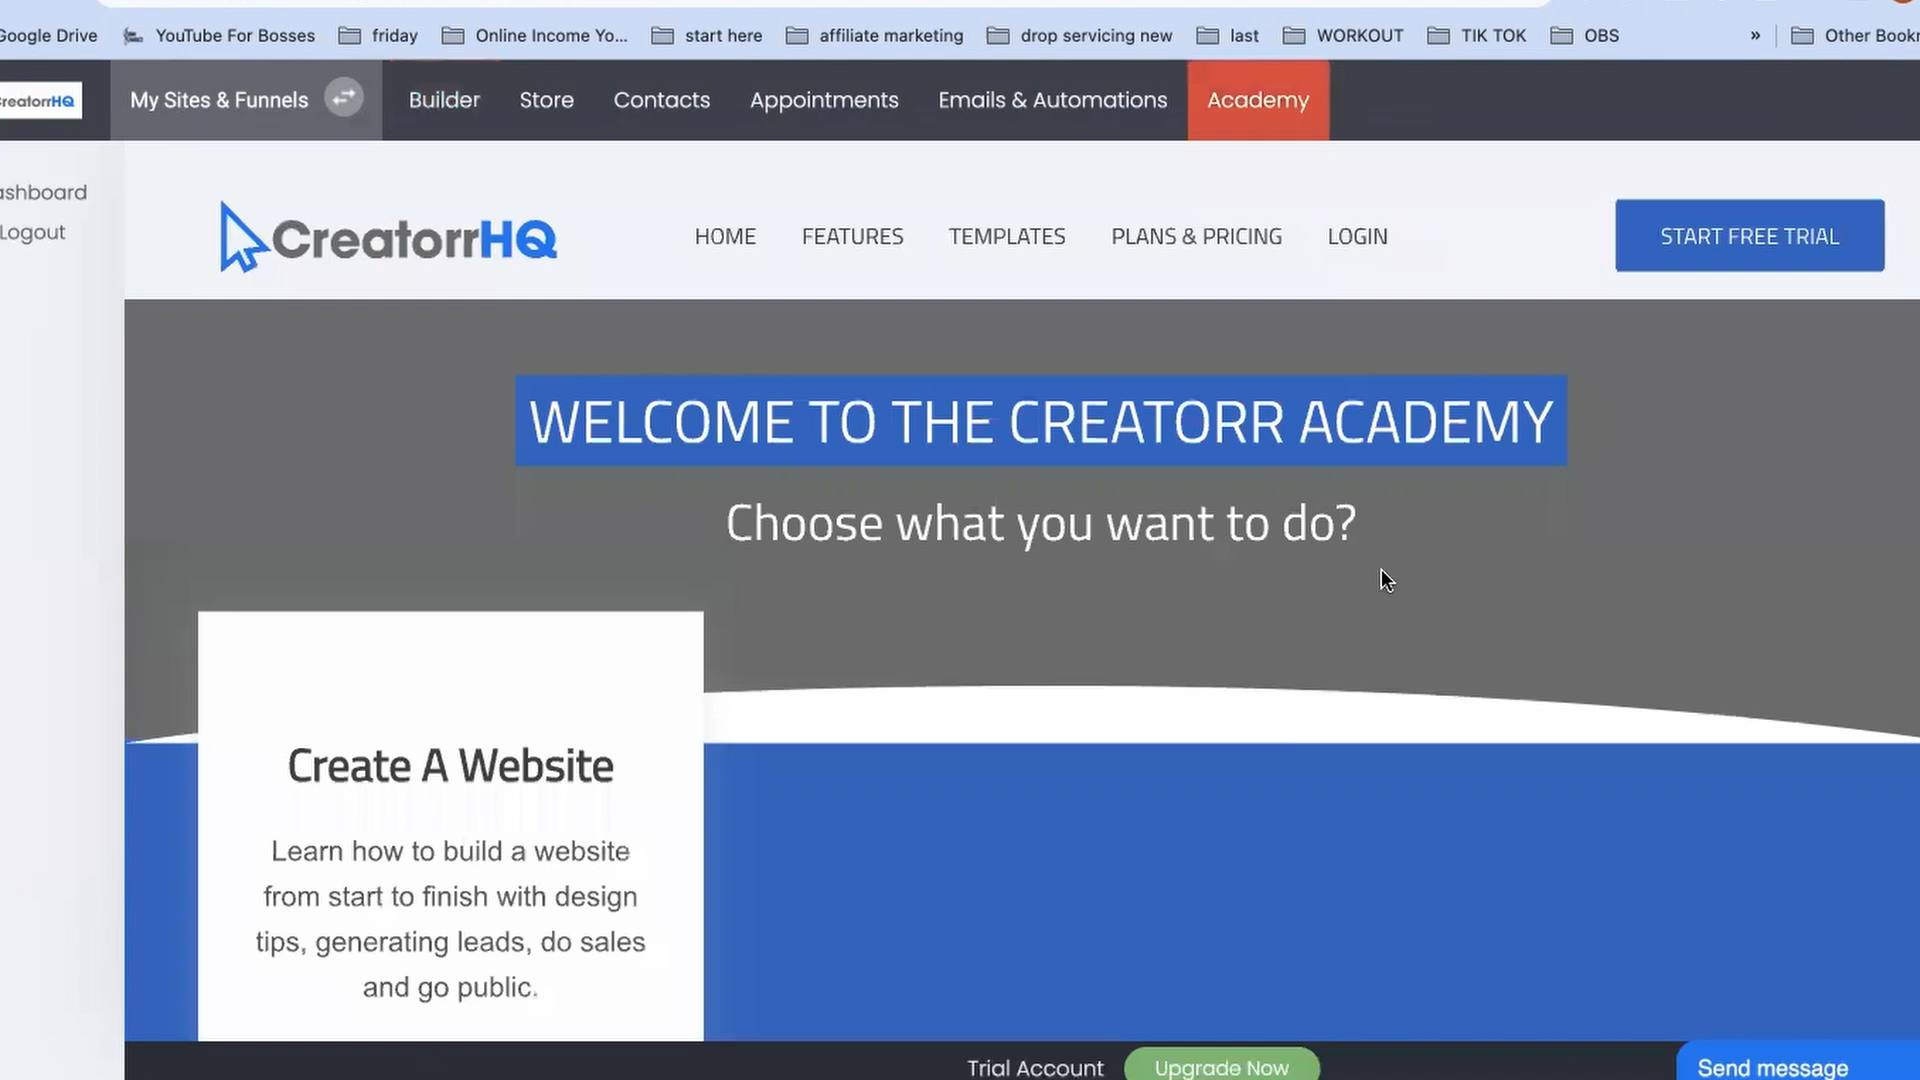 Google Drive YouTube For Bosses friday Online Income Yo... start here affiliate marketing drop servicing new last WORKOUT TIK TOK OBS » Other Bookr
CreatorrHQ My Sites & Funnels Builder Store Contacts Appointments Emails & Automations Academy
ashboard
Logout
CreatorrHQ HOME FEATURES TEMPLATES PLANS & PRICING LOGIN START FREE TRIAL
WELCOME TO THE CREATORR ACADEMY
Choose what you want to do?
Create A Website
Learn how to build a website
from start to finish with design
tips, generating leads, do sales
and go public.
Trial Account Upgrade Now Send message